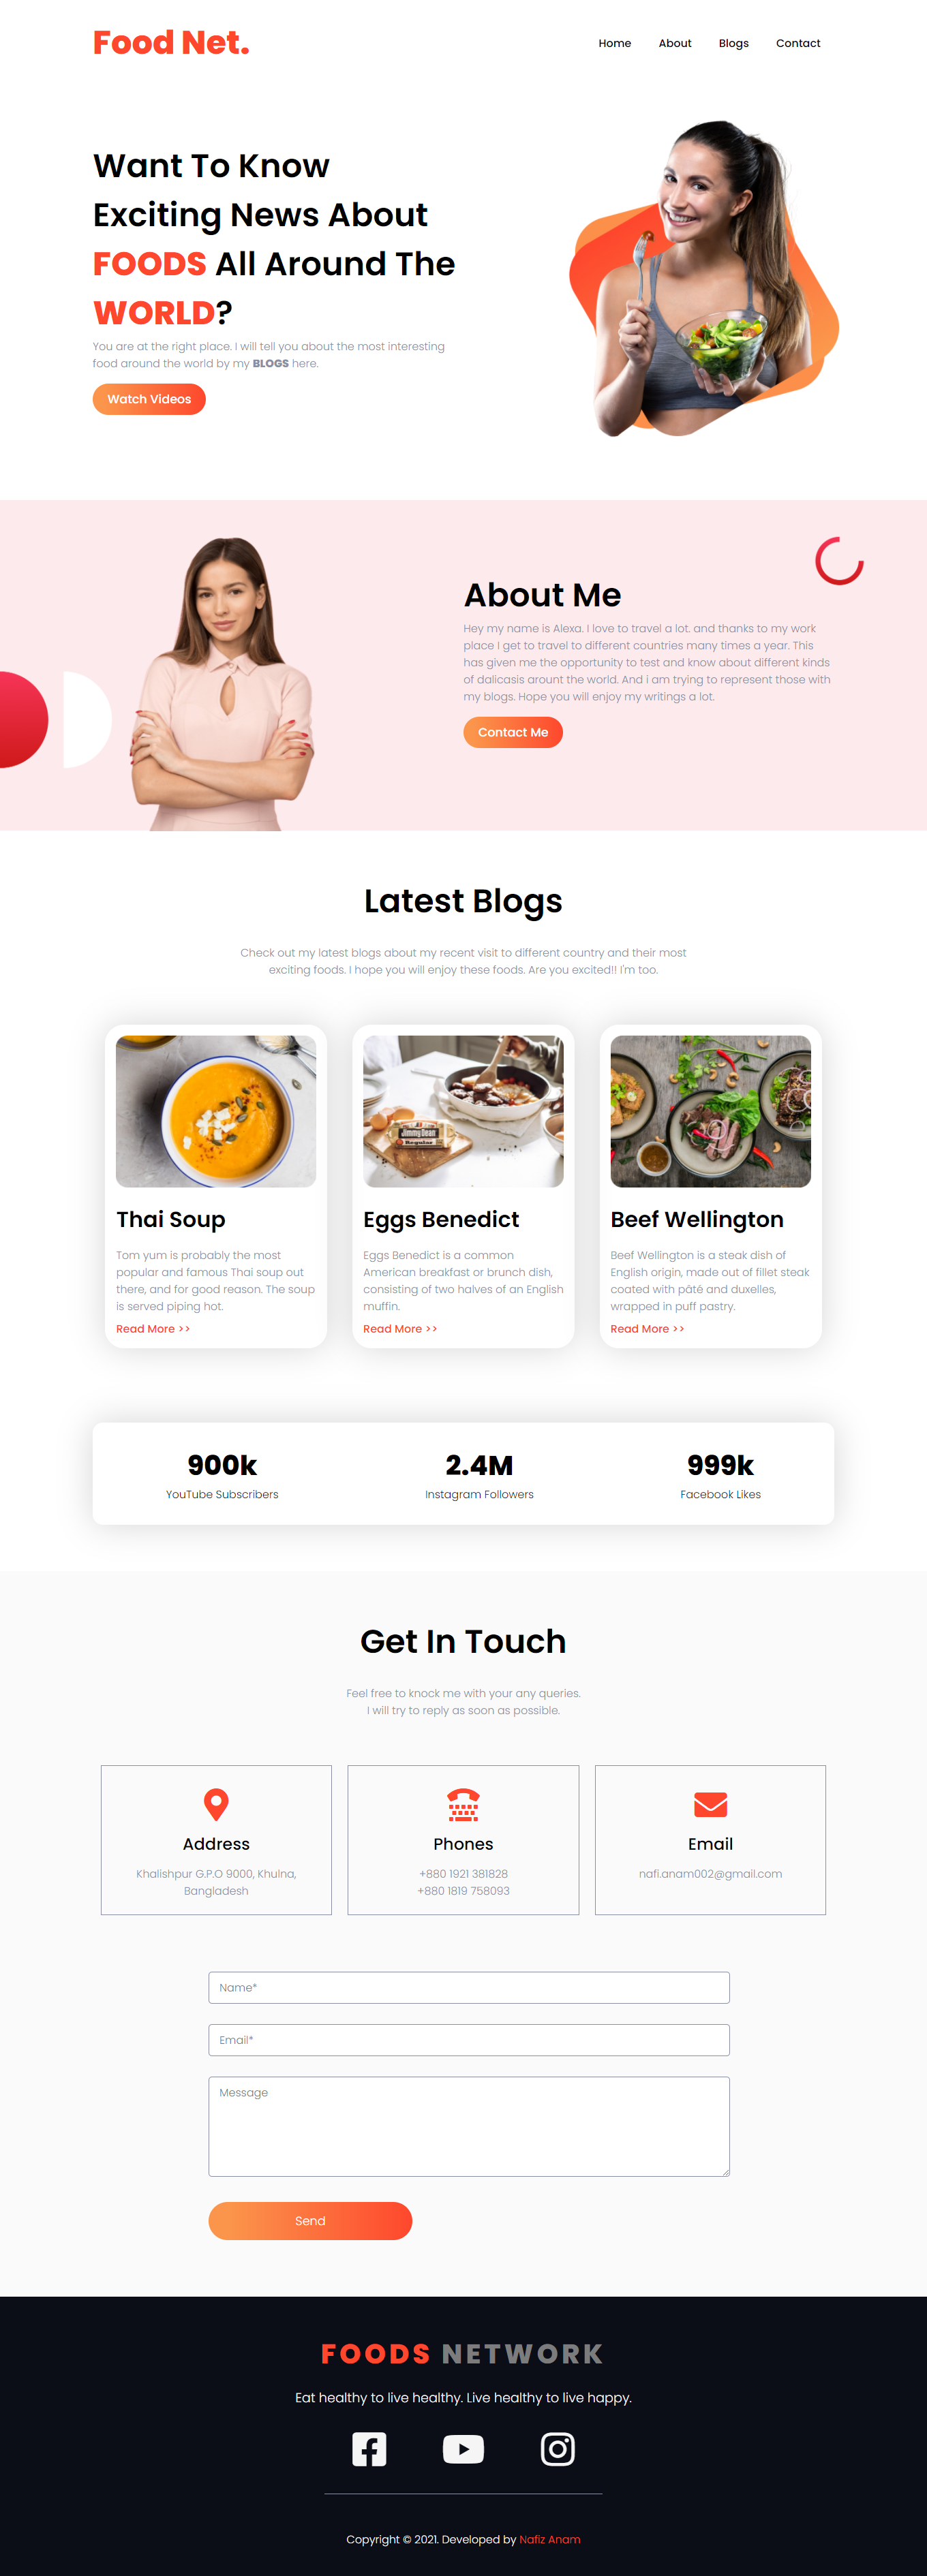 Food Net.
Home About Blogs Contact
Want To Know
Exciting News About
FOODS All Around The
WORLD?
You are at the right place. I will tell you about the most interesting
food around the world by my BLOGS here.
Watch Videos
About Me
Hey my name is Alexa. I love to travel a lot. and thanks to my work
place I get to travel to different countries many times a year. This
has given me the opportunity to test and know about different kinds
of dalicasis arount the world. And i am trying to represent those with
my blogs. Hope you will enjoy my writings a lot.
Contact Me
Latest Blogs
Check out my latest blogs about my recent visit to different country and their most
exciting foods. I hope you will enjoy these foods. Are you excited!! I'm too.
Jimmy Dean
Regular
Thai Soup
Tom yum is probably the most
popular and famous Thai soup out
there, and for good reason. The soup
is served piping hot.
Read More >>
Eggs Benedict
Eggs Benedict is a common
American breakfast or brunch dish,
consisting of two halves of an English
muffin.
Read More >>
Beef Wellington
Beef Wellington is a steak dish of
English origin, made out of fillet steak
coated with pâté and duxelles,
wrapped in puff pastry.
Read More >>
900k
YouTube Subscribers
2.4M
Instagram Followers
999k
Facebook Likes
Get In Touch
Feel free to knock me with your any queries.
I will try to reply as soon as possible.
Address
Khalishpur G.P.O 9000, Khulna,
Bangladesh
Phones
+880 1921 381828
+880 1819 758093
Email
nafi.anam002@gmail.com
Name*
Email*
Message
Send
FOODS NETWORK
Eat healthy to live healthy. Live healthy to live happy.
Copyright © 2021. Developed by Nafiz Anam